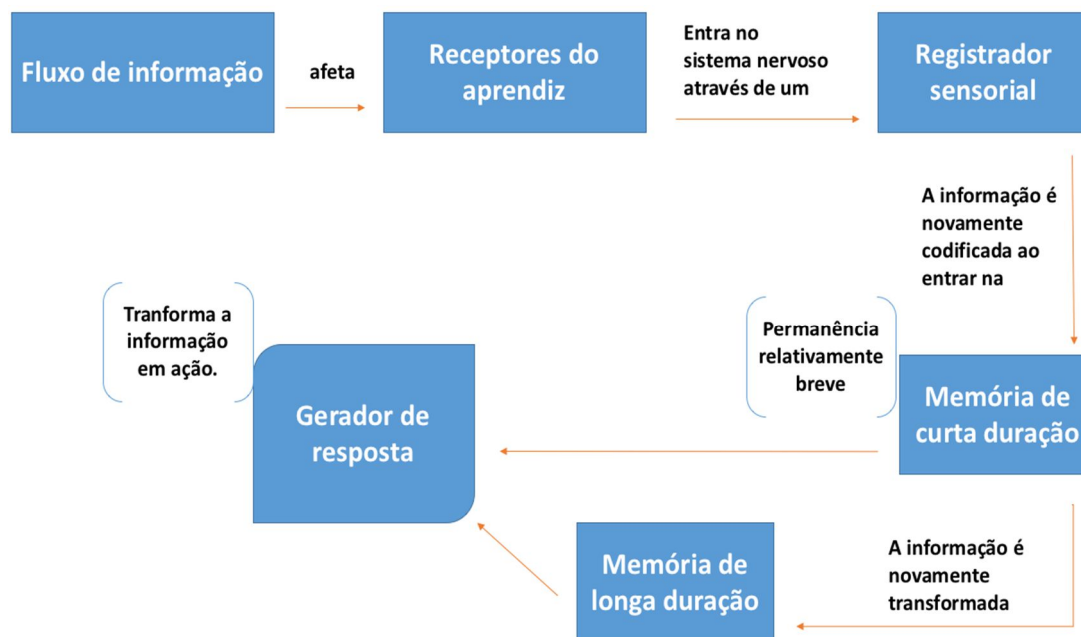 Fluxo de informação
afeta
Receptores do
aprendiz
Entra no
sistema nervoso
através de um
Registrador
sensorial
A informação é
novamente
codificada ao
entrar na
Tranforma a
informação
em ação.
Permanência
relativamente
breve
Memória de
curta duração
Gerador de
resposta
Memória de
longa duração
A informação é
novamente
transformada